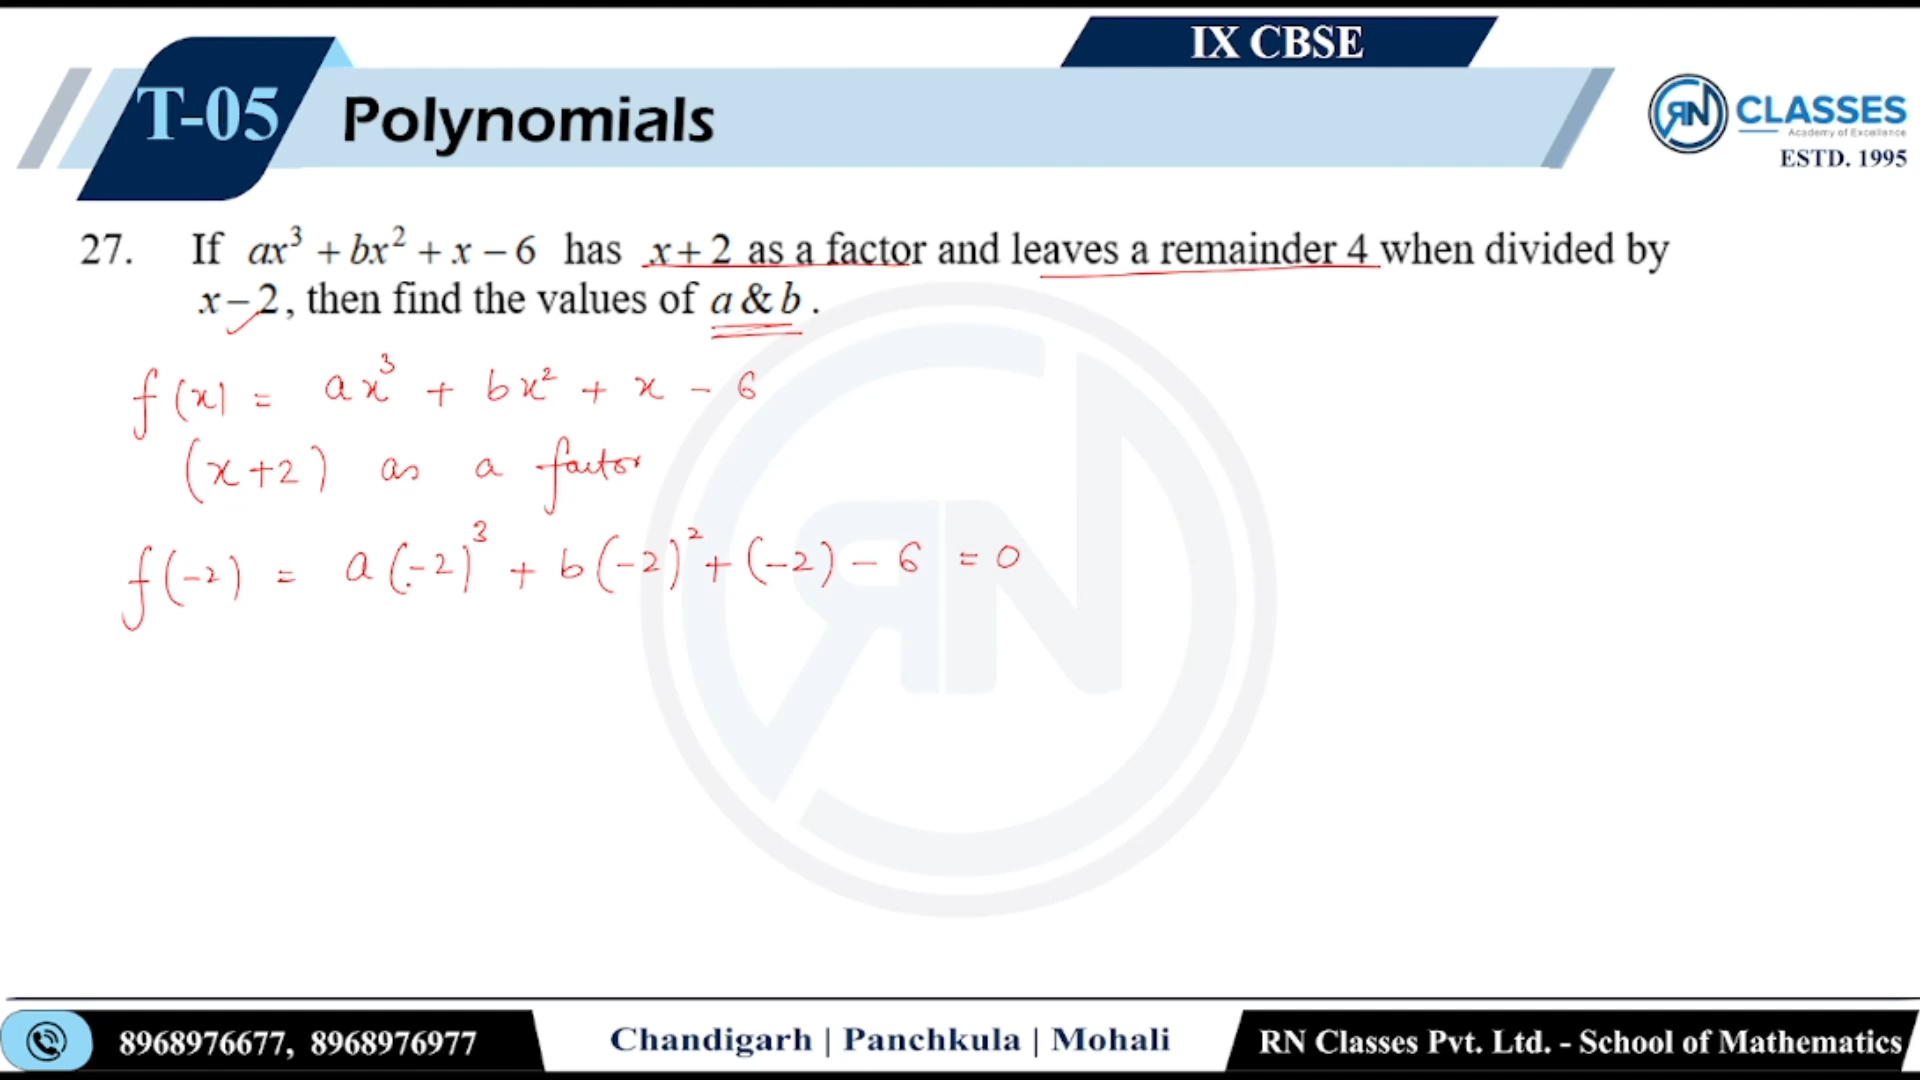 IX CBSE
T-05 Polynomials
RN CLASSES
Academy of Excellence
ESTD. 1995
27. If ax³ + bx² + x − 6 has x + 2 as a factor and leaves a remainder 4 when divided by
x − 2, then find the values of a & b .
f(x) = ax³ + bx² + x − 6
(x+2) as a factor
f(-2) = a(-2)³ + b(-2)² + (-2) − 6 = 0
RN
8968976677, 8968976977
Chandigarh | Panchkula | Mohali
RN Classes Pvt. Ltd. - School of Mathematics